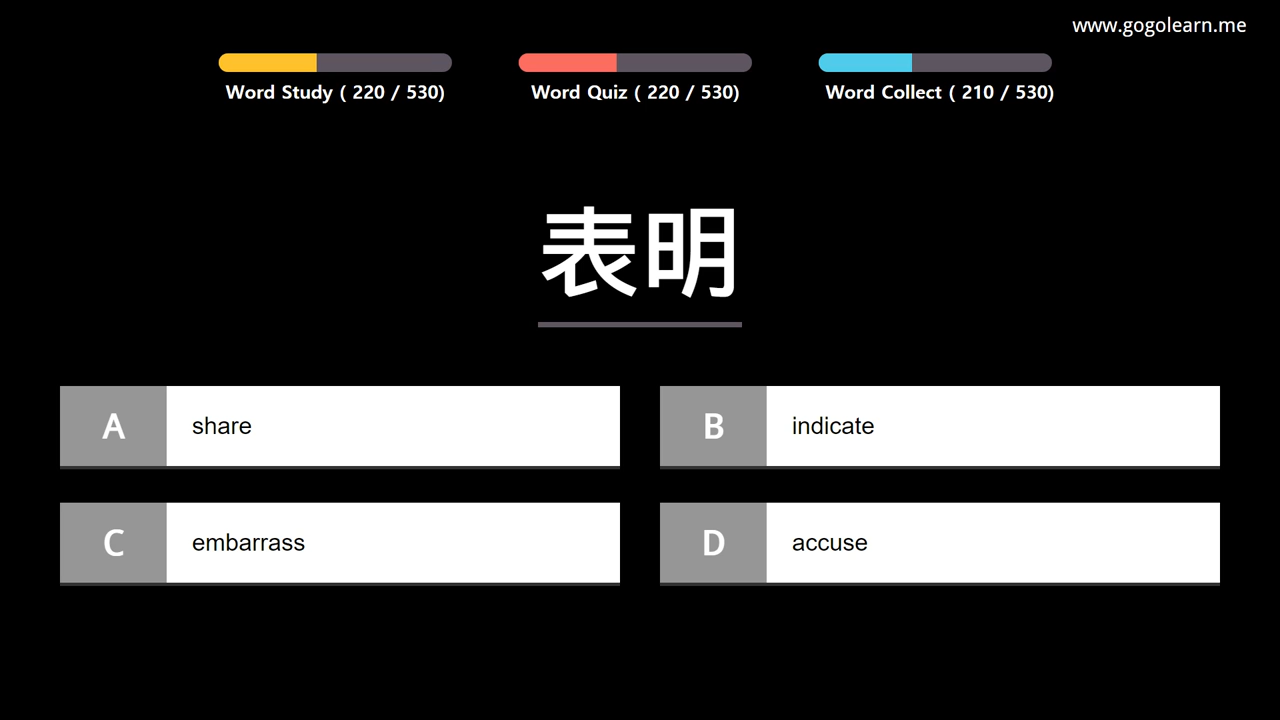 www.gogolearn.me
Word Study ( 220 / 530)
Word Quiz ( 220 / 530)
Word Collect ( 210 / 530)
表明
A share
B indicate
C embarrass
D accuse